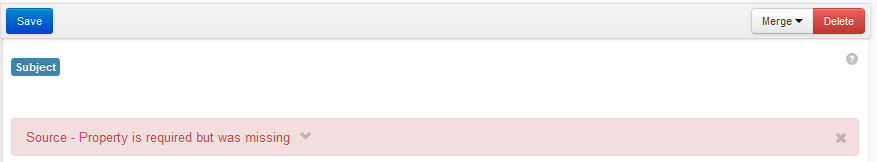 Save Merge Delete
Subject
Source - Property is required but was missing